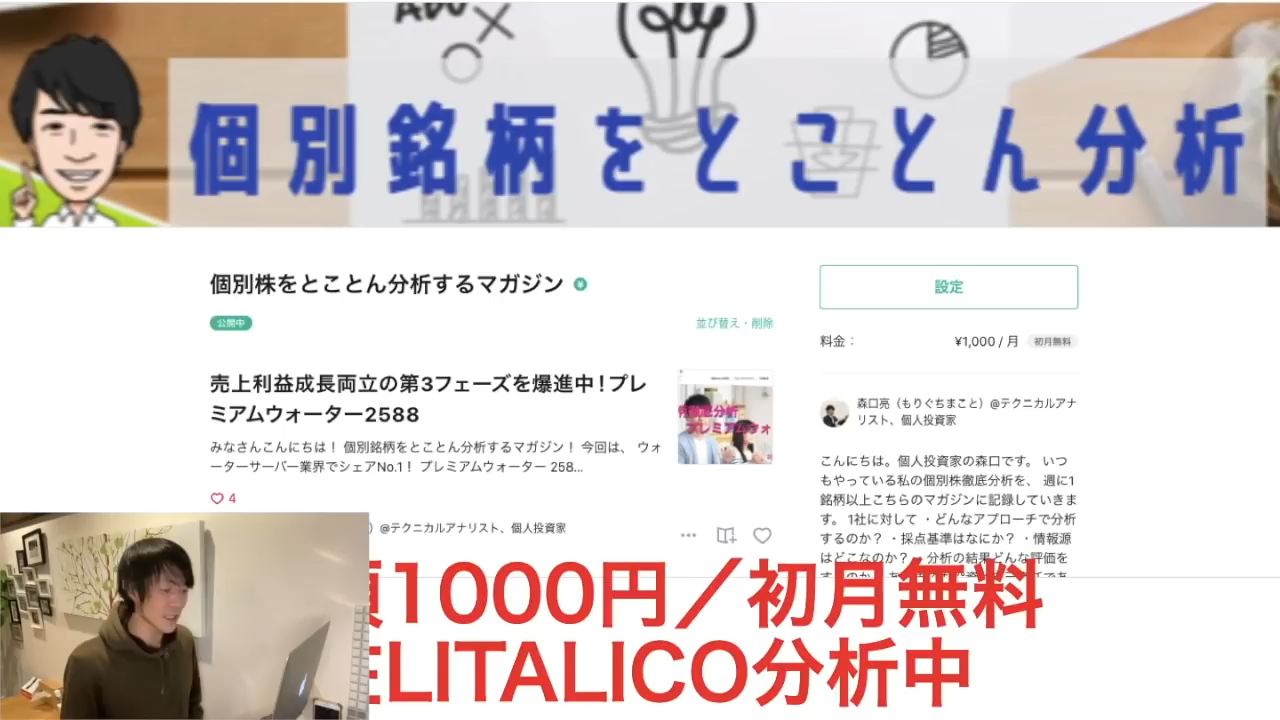 個別銘柄をとことん分析
個別株をとことん分析するマガジン
公開中
並び替え・削除
売上利益成長両立の第3フェーズを爆進中！プレ
ミアムウォーター2588
みなさんこんにちは！ 個別銘柄をとことん分析するマガジン！ 今回は、 ウォ
ーターサーバー業界でシェアNo.1！ プレミアムウォーター 258...
4
）@テクニカルアナリスト、個人投資家
設定
料金：
¥1,000 / 月 初月無料
森口亮（もりぐちまこと）@テクニカルアナ
リスト、個人投資家
こんにちは。個人投資家の森口です。 いつ
もやっている私の個別株徹底分析を、 週に1
銘柄以上こちらのマガジンに記録していきま
す。 1社に対して ・どんなアプローチで分析
するのか？ ・採点基準はなにか？ ・情報源
はどこなのか？ ・分析の結果どんな評価を
1000円／初月無料
LITALICO分析中